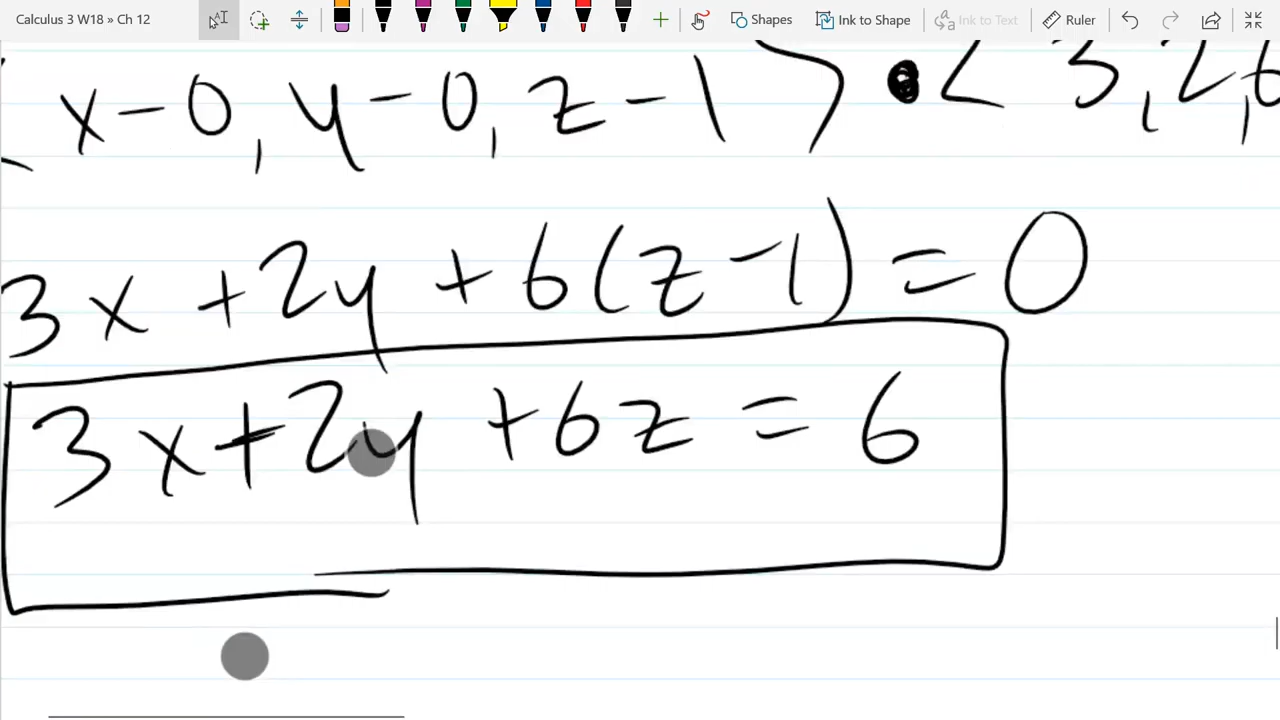 Calculus 3 W18 » Ch 12
Shapes
Ink to Shape
Ink to Text
Ruler
x-0, y-0, z-1 > • < 3, 2, 6
3x + 2y + 6(z-1) = 0
3x + 2y + 6z = 6